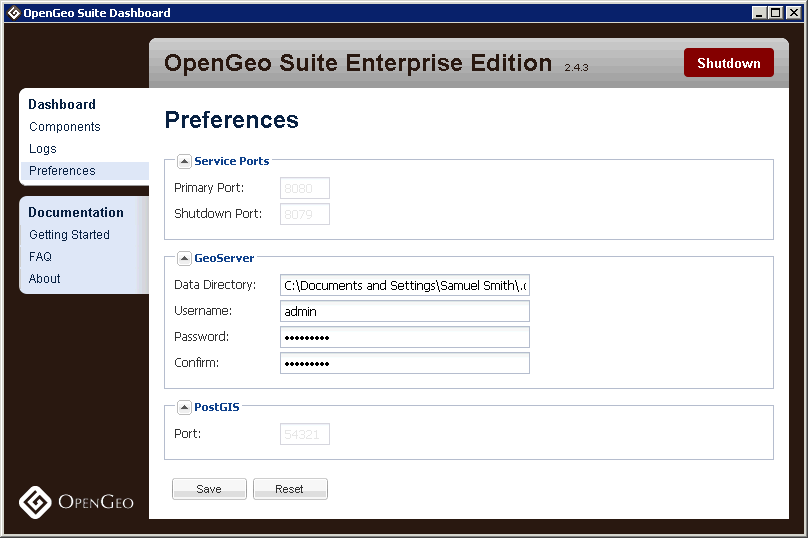 OpenGeo Suite Dashboard
OpenGeo Suite Enterprise Edition 2.4.3
Shutdown
Dashboard
Components
Logs
Preferences
Documentation
Getting Started
FAQ
About
Preferences
Service Ports
Primary Port: 8080
Shutdown Port: 8079
GeoServer
Data Directory: C:\Documents and Settings\Samuel Smith\.
Username: admin
Password: •••••••••
Confirm: •••••••••
PostGIS
Port: 54321
Save Reset
OPENGEO